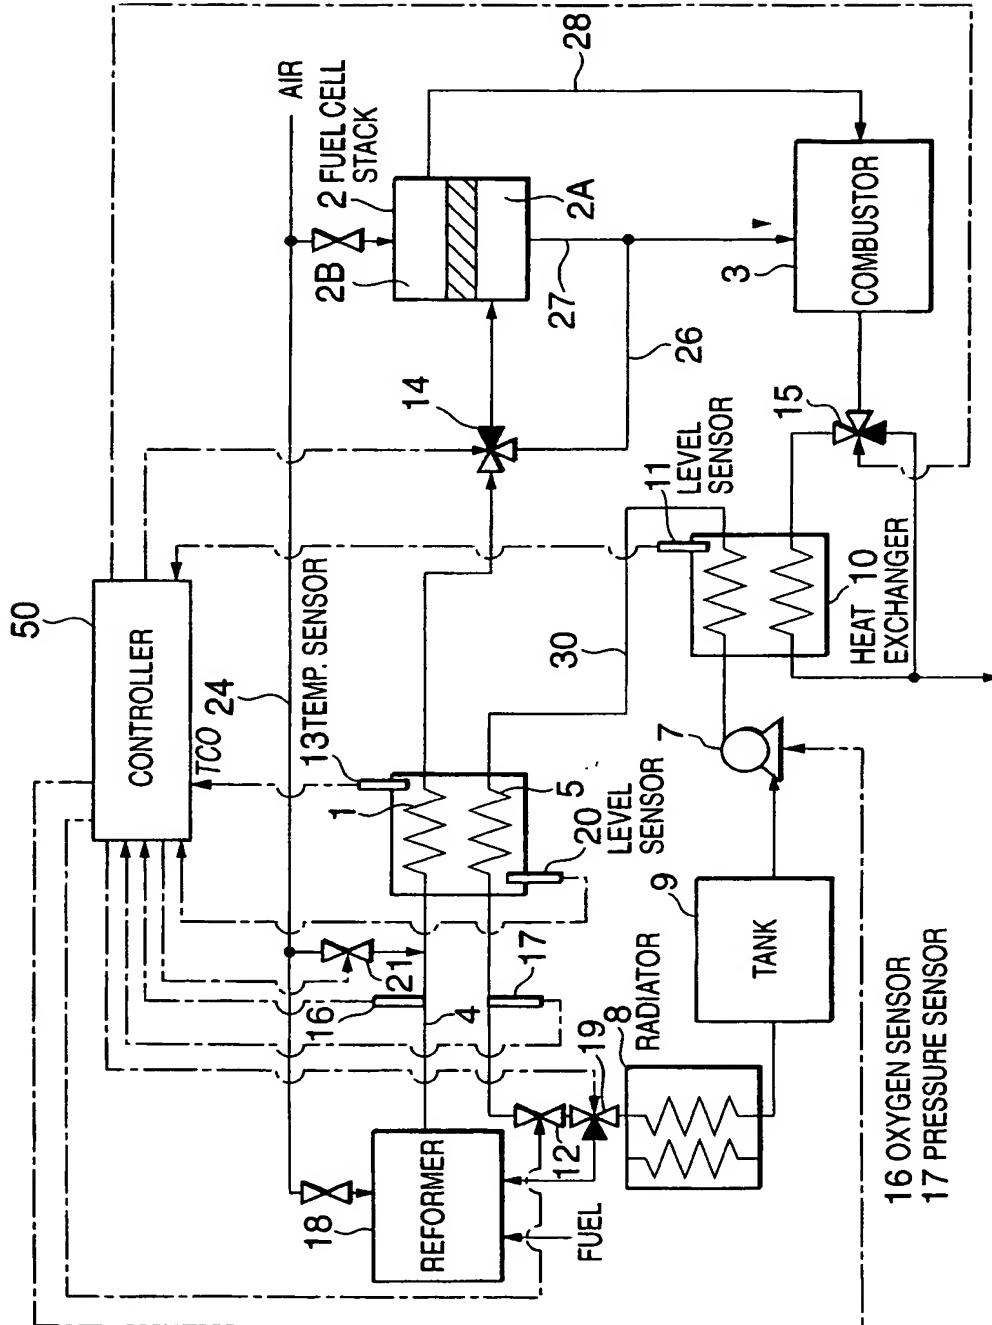 28
AIR
2 FUEL CELL
STACK
2B
2A
27
3
COMBUSTOR
26
14
15
11 LEVEL
SENSOR
HEAT 10
EXCHANGER
30
50
CONTROLLER
24
TCO
13 TEMP. SENSOR
1
5
20
LEVEL
SENSOR
7
9
TANK
21
16
4
17
8
RADIATOR
19
12
18
REFORMER
FUEL
16 OXYGEN SENSOR
17 PRESSURE SENSOR